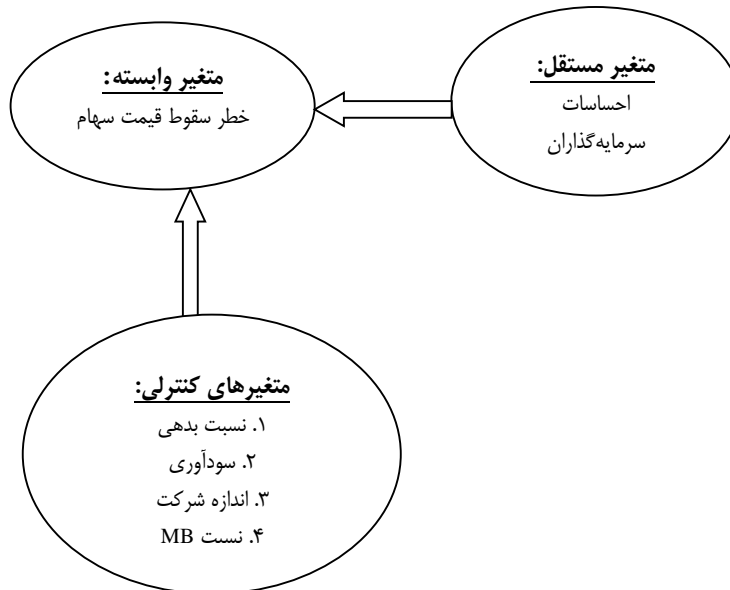 متغیر مستقل:
احساسات
سرمایه‌گذاران
متغیر وابسته:
خطر سقوط قیمت سهام
متغیرهای کنترلی:
۱. نسبت بدهی
۲. سودآوری
۳. اندازه شرکت
۴. نسبت MB